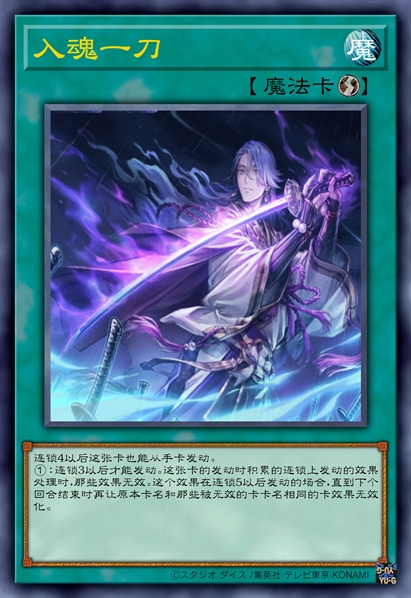 入魂一刀
魔
【魔法卡】
连锁4以后这张卡也能从手卡发动。
①：连锁3以后才能发动。这张卡的发动时积累的连锁上发动的效果
处理时，那些效果无效。这个效果在连锁5以后发动的场合，直到下个
回合结束时再让原本卡名和那些被无效的卡卡名相同的卡效果无效
化。
©スタジオ・ダイス /集英社・テレビ東京・KONAMI